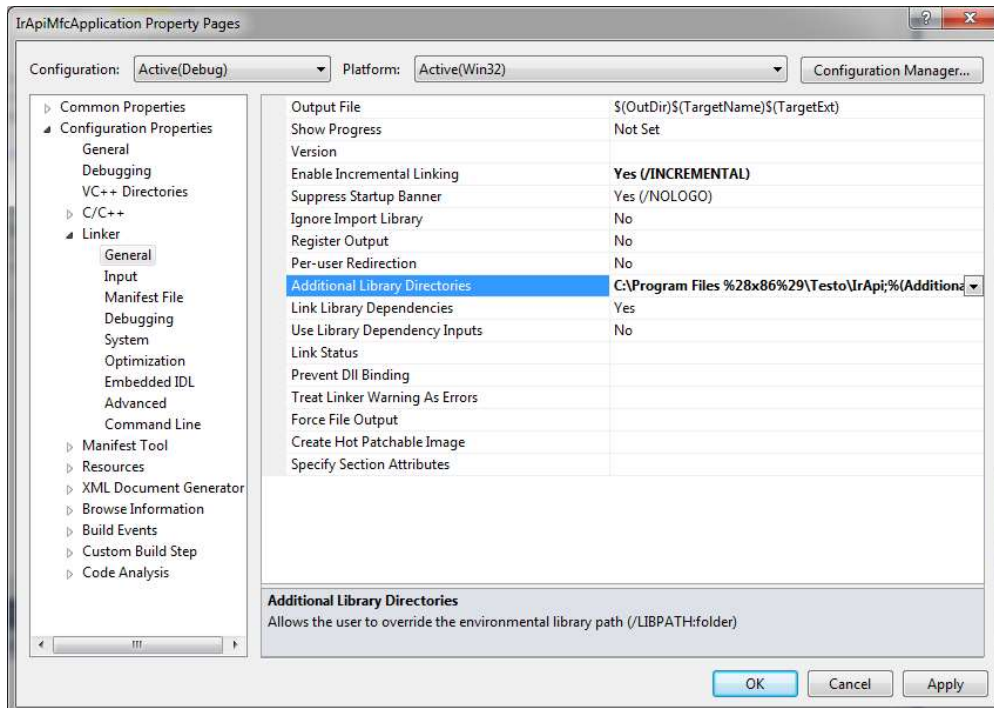 IrApiMfcApplication Property Pages
Configuration: Active(Debug) Platform: Active(Win32) Configuration Manager...
Common Properties
Configuration Properties
General
Debugging
VC++ Directories
C/C++
Linker
General
Input
Manifest File
Debugging
System
Optimization
Embedded IDL
Advanced
Command Line
Manifest Tool
Resources
XML Document Generator
Browse Information
Build Events
Custom Build Step
Code Analysis
Output File $(OutDir)$(TargetName)$(TargetExt)
Show Progress Not Set
Version
Enable Incremental Linking Yes (/INCREMENTAL)
Suppress Startup Banner Yes (/NOLOGO)
Ignore Import Library No
Register Output No
Per-user Redirection No
Additional Library Directories C:\Program Files %28x86%29\Testo\IrApi;%(Additiona
Link Library Dependencies Yes
Use Library Dependency Inputs No
Link Status
Prevent Dll Binding
Treat Linker Warning As Errors
Force File Output
Create Hot Patchable Image
Specify Section Attributes
Additional Library Directories
Allows the user to override the environmental library path (/LIBPATH:folder)
OK Cancel Apply